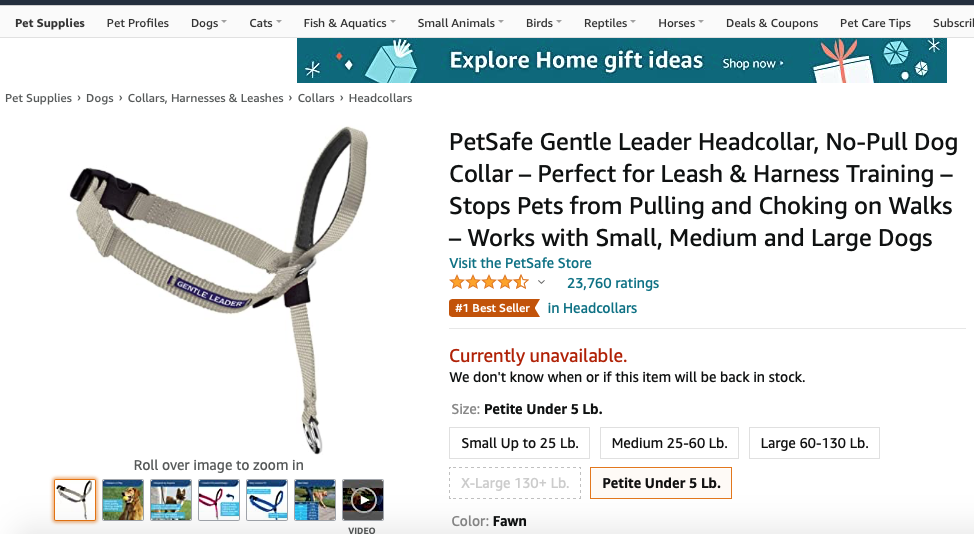 Pet Supplies Pet Profiles Dogs Cats Fish & Aquatics Small Animals Birds Reptiles Horses Deals & Coupons Pet Care Tips Subscri
Explore Home gift ideas Shop now
Pet Supplies › Dogs › Collars, Harnesses & Leashes › Collars › Headcollars
PetSafe Gentle Leader Headcollar, No-Pull Dog
Collar – Perfect for Leash & Harness Training –
Stops Pets from Pulling and Choking on Walks
– Works with Small, Medium and Large Dogs
Visit the PetSafe Store
23,760 ratings
#1 Best Seller in Headcollars
Currently unavailable.
We don't know when or if this item will be back in stock.
Size: Petite Under 5 Lb.
Small Up to 25 Lb. Medium 25-60 Lb. Large 60-130 Lb.
X-Large 130+ Lb. Petite Under 5 Lb.
Color: Fawn
GENTLE LEADER
Roll over image to zoom in
VIDEO